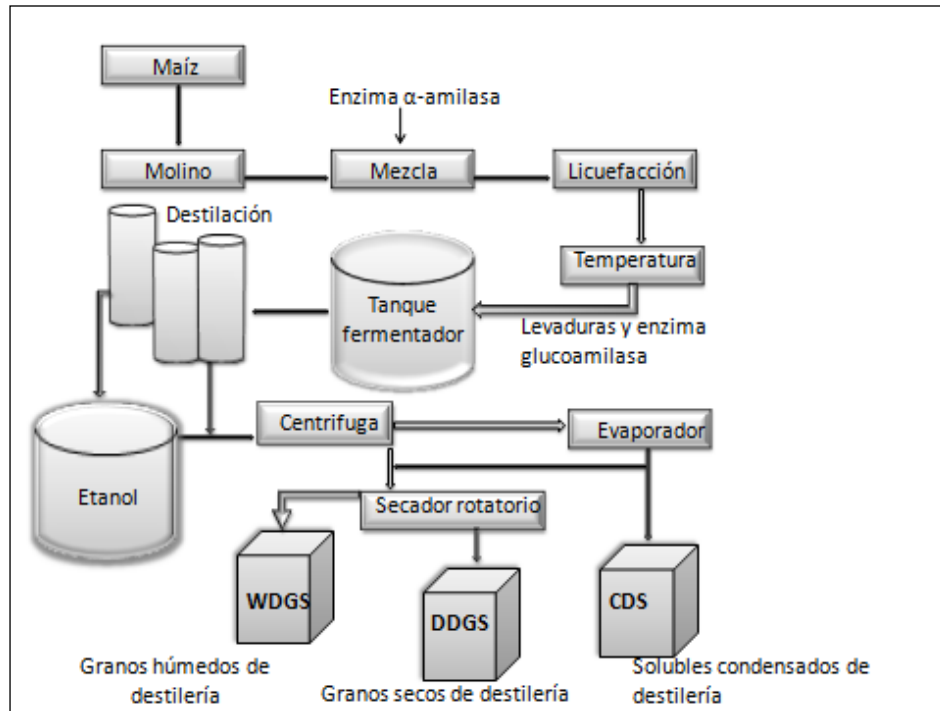 Maíz
Enzima α-amilasa
Molino
Mezcla
Licuefacción
Destilación
Temperatura
Tanque
fermentador
Levaduras y enzima
glucoamilasa
Centrifuga
Evaporador
Etanol
Secador rotatorio
WDGS
DDGS
CDS
Granos húmedos de
destilería
Granos secos de destilería
Solubles condensados de
destilería